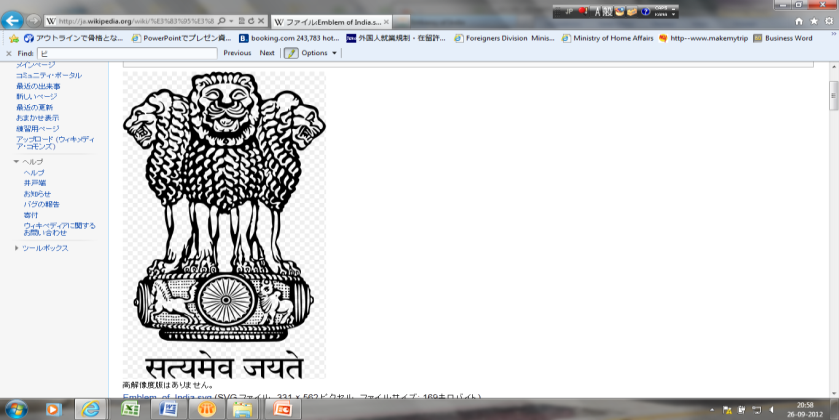 http://ja.wikipedia.org/wiki/%E3%83%95%E3%8
ファイル:Emblem of India.s...
JP
アウトラインで骨格とな...
PowerPointでプレゼン資...
booking.com 243,783 hot...
外国人就業規制・在留評...
Foreigners Division Minis...
Ministry of Home Affairs
http--www.makemytrip
Business Word
Find:
ビ
Previous
Next
Options
メインページ
コミュニティ・ポータル
最近の出来事
新しいページ
最近の更新
おまかせ表示
練習用ページ
アップロード (ウィキメディ
ア・コモンズ)
ヘルプ
ヘルプ
井戸端
お知らせ
バグの報告
寄付
ウィキペディアに関する
お問い合わせ
ツールボックス
सत्यमेव जयते
高解像度版はありません。
Emblem_of_India.svg (SVG ファイル、331 × 562 ピクセル、ファイルサイズ: 169キロバイト)
20:58
26-09-2012